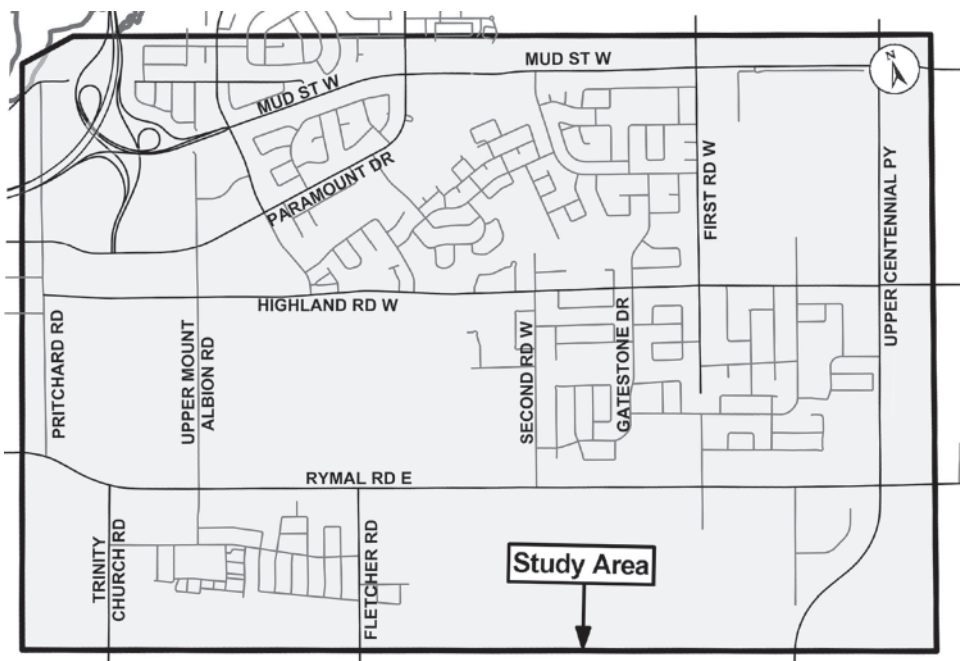 MUD ST W
MUD ST W
PARAMOUNT DR
FIRST RD W
UPPER CENTENNIAL PY
N
HIGHLAND RD W
PRITCHARD RD
UPPER MOUNT
ALBION RD
SECOND RD W
GATESTONE DR
RYMAL RD E
TRINITY
CHURCH RD
FLETCHER RD
Study Area